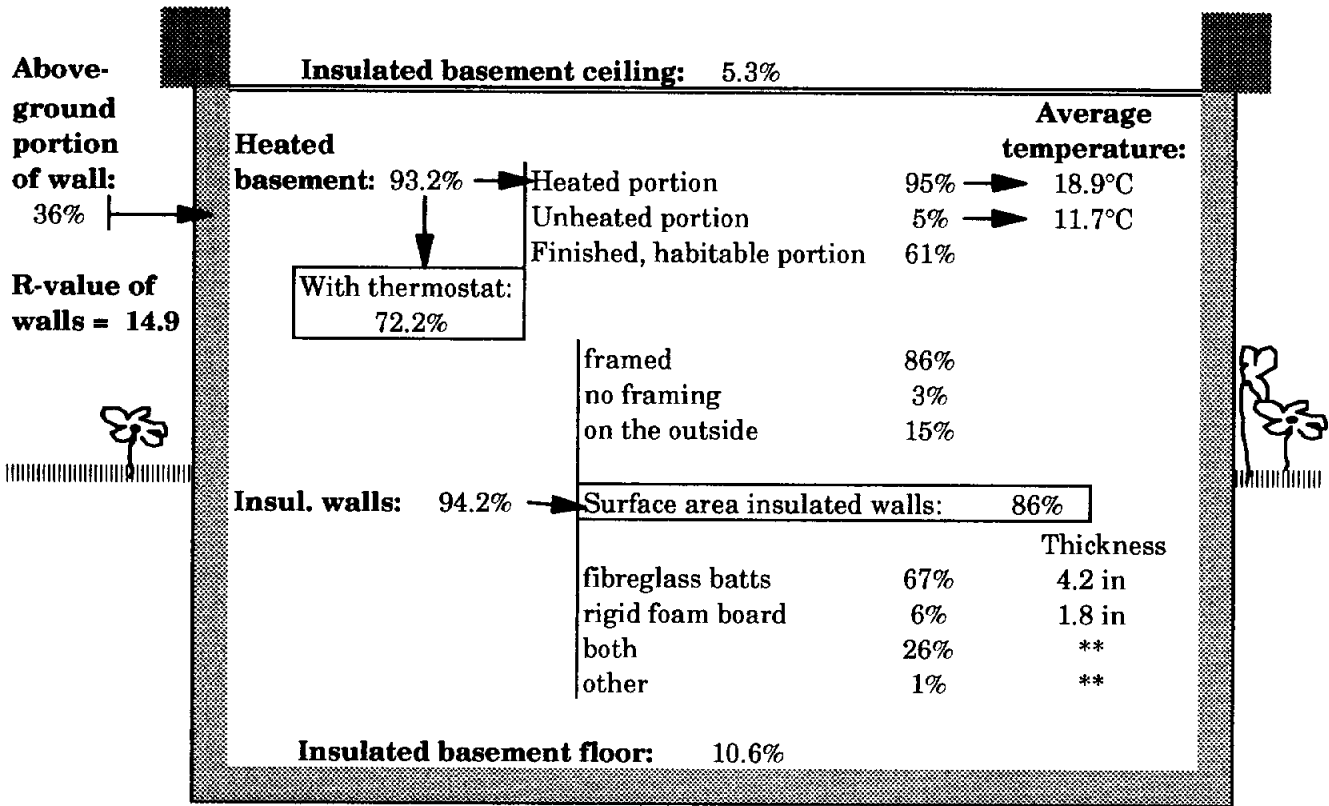 Above-
ground
portion
of wall:
36%
R-value of
walls = 14.9
Insulated basement ceiling: 5.3%
Average
temperature:
Heated
basement: 93.2%
Heated portion 95% 18.9°C
Unheated portion 5% 11.7°C
Finished, habitable portion 61%
With thermostat:
72.2%
framed 86%
no framing 3%
on the outside 15%
Insul. walls: 94.2%
Surface area insulated walls: 86%
Thickness
fibreglass batts 67% 4.2 in
rigid foam board 6% 1.8 in
both 26% **
other 1% **
Insulated basement floor: 10.6%